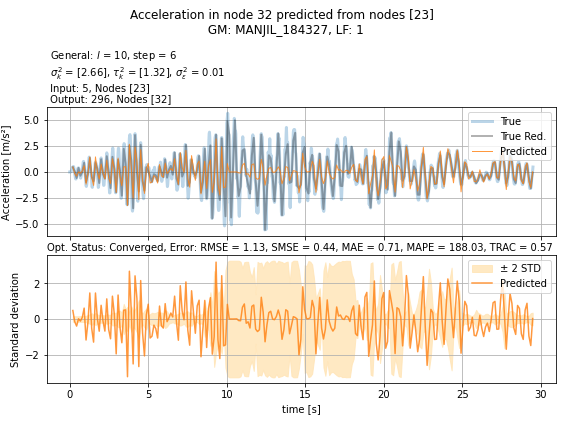 Acceleration in node 32 predicted from nodes [23]
GM: MANJIL_184327, LF: 1
General: l = 10, step = 6
σ²ₖ = [2.66], τ²ₖ = [1.32], σ²ε = 0.01
Input: 5, Nodes [23]
Output: 296, Nodes [32]
Acceleration [m/s²]
5.0
2.5
0.0
−2.5
−5.0
True
True Red.
Predicted
Opt. Status: Converged, Error: RMSE = 1.13, SMSE = 0.44, MAE = 0.71, MAPE = 188.03, TRAC = 0.57
Standard deviation
2
0
−2
± 2 STD
Predicted
0 5 10 15 20 25 30
time [s]